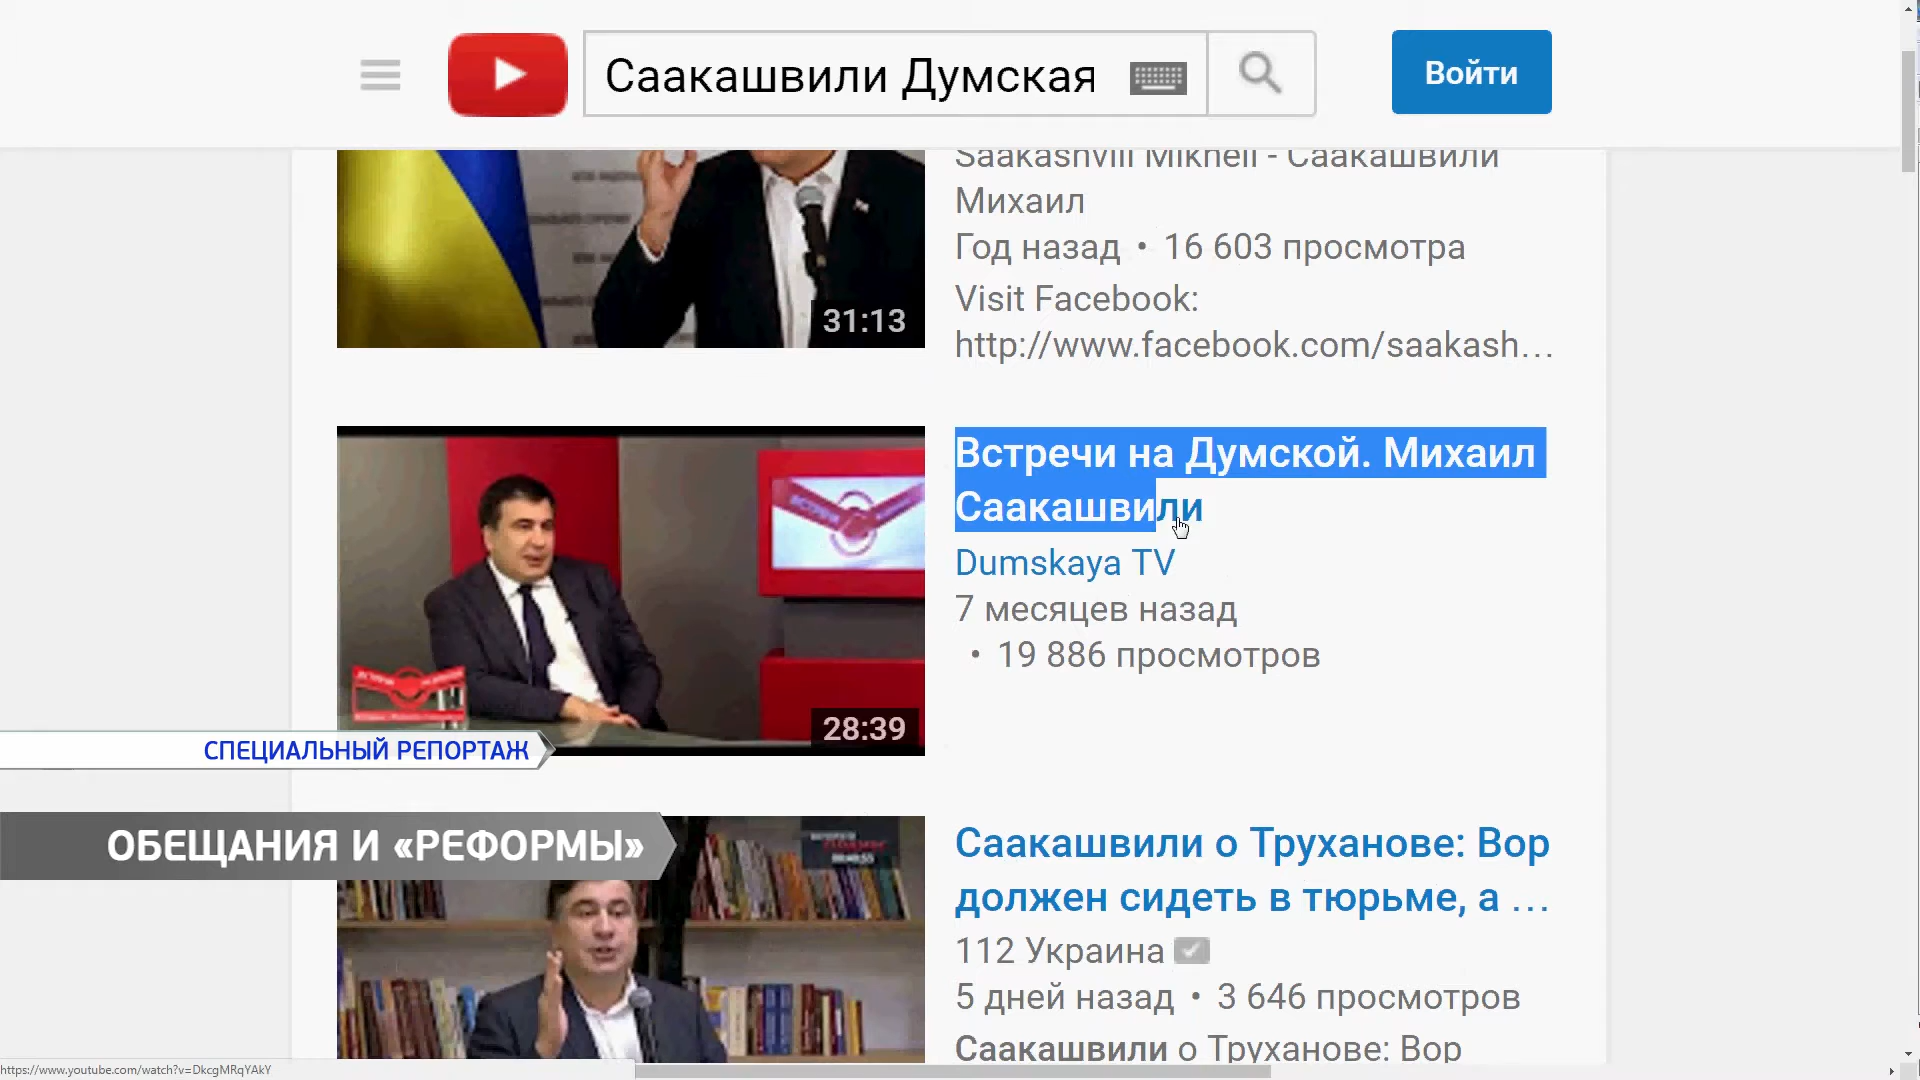 Саакашвили Думская
Войти
Saakashvili Mikheil - Саакашвили
Михаил
Год назад • 16 603 просмотра
Visit Facebook:
http://www.facebook.com/saakash...
31:13
Встречи на Думской. Михаил
Саакашвили
Dumskaya TV
7 месяцев назад
• 19 886 просмотров
28:39
СПЕЦИАЛЬНЫЙ РЕПОРТАЖ
ОБЕЩАНИЯ И «РЕФОРМЫ»
Саакашвили о Труханове: Вор
должен сидеть в тюрьме, а ...
112 Украина
5 дней назад • 3 646 просмотров
Саакашвили о Труханове: Вор
https://www.youtube.com/watch?v=DkcgMRqYAkY